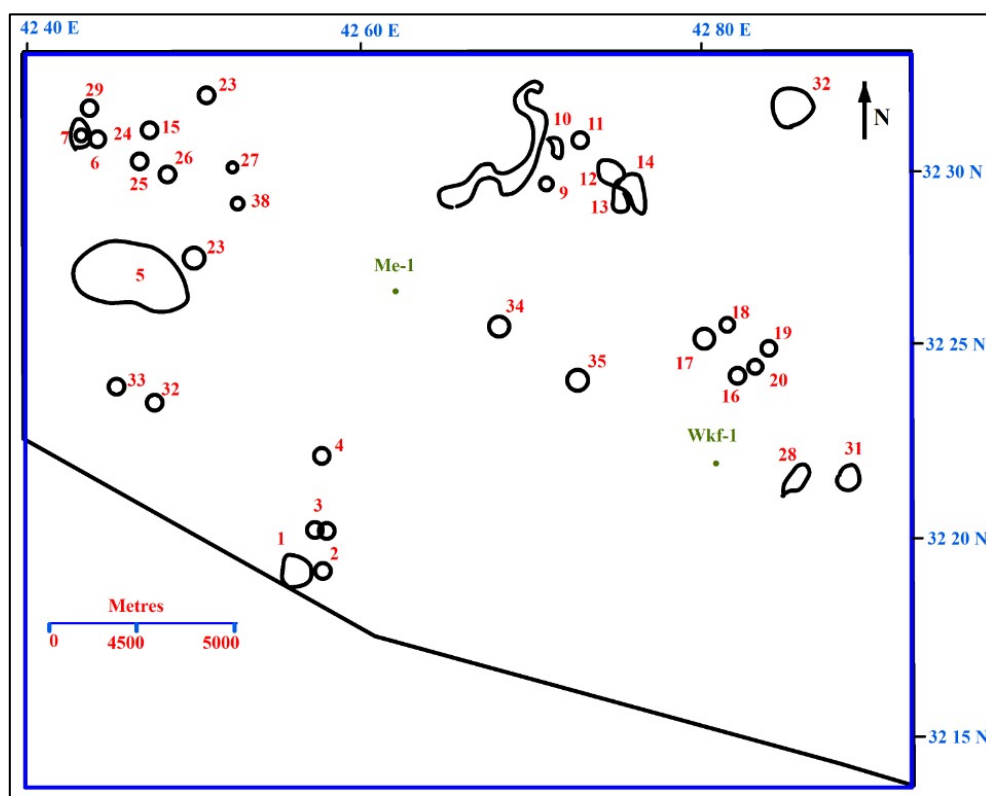 42 40 E 42 60 E 42 80 E
29 23 32
N
7 24 15 10 11
6 25 26 27 12 14 32 30 N
38 9 13
23
5 Me-1
34 18
17 19 32 25 N
35 20
33 32 16
4 Wkf-1
28 31
3 32 20 N
1 2
Metres
0 4500 5000
32 15 N